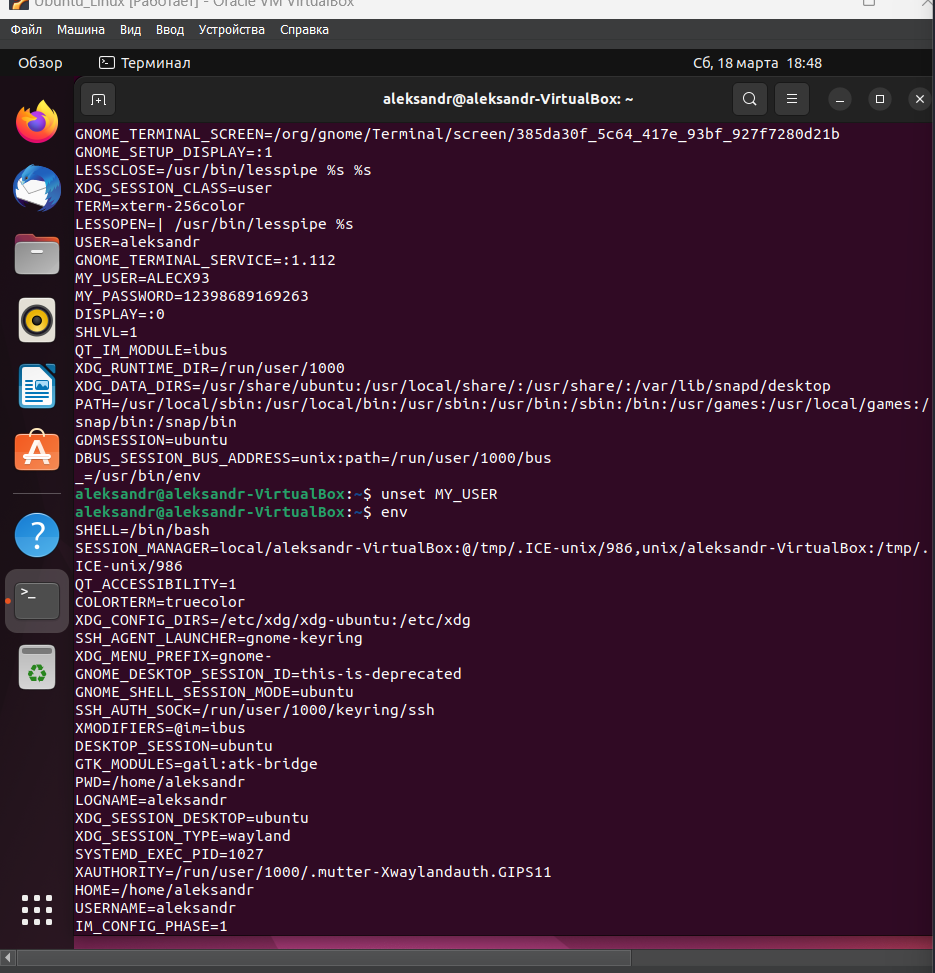 Ubuntu_Linux [Работает] - Oracle VM VirtualBox
Файл Машина Вид Ввод Устройства Справка
Обзор Терминал Сб, 18 марта 18:48
aleksandr@aleksandr-VirtualBox: ~
GNOME_TERMINAL_SCREEN=/org/gnome/Terminal/screen/385da30f_5c64_417e_93bf_927f7280d21b
GNOME_SETUP_DISPLAY=:1
LESSCLOSE=/usr/bin/lesspipe %s %s
XDG_SESSION_CLASS=user
TERM=xterm-256color
LESSOPEN=| /usr/bin/lesspipe %s
USER=aleksandr
GNOME_TERMINAL_SERVICE=:1.112
MY_USER=ALECX93
MY_PASSWORD=12398689169263
DISPLAY=:0
SHLVL=1
QT_IM_MODULE=ibus
XDG_RUNTIME_DIR=/run/user/1000
XDG_DATA_DIRS=/usr/share/ubuntu:/usr/local/share/:/usr/share/:/var/lib/snapd/desktop
PATH=/usr/local/sbin:/usr/local/bin:/usr/sbin:/usr/bin:/sbin:/bin:/usr/games:/usr/local/games:/
snap/bin:/snap/bin
GDMSESSION=ubuntu
DBUS_SESSION_BUS_ADDRESS=unix:path=/run/user/1000/bus
_=/usr/bin/env
aleksandr@aleksandr-VirtualBox:~$ unset MY_USER
aleksandr@aleksandr-VirtualBox:~$ env
SHELL=/bin/bash
SESSION_MANAGER=local/aleksandr-VirtualBox:@/tmp/.ICE-unix/986,unix/aleksandr-VirtualBox:/tmp/.
ICE-unix/986
QT_ACCESSIBILITY=1
COLORTERM=truecolor
XDG_CONFIG_DIRS=/etc/xdg/xdg-ubuntu:/etc/xdg
SSH_AGENT_LAUNCHER=gnome-keyring
XDG_MENU_PREFIX=gnome-
GNOME_DESKTOP_SESSION_ID=this-is-deprecated
GNOME_SHELL_SESSION_MODE=ubuntu
SSH_AUTH_SOCK=/run/user/1000/keyring/ssh
XMODIFIERS=@im=ibus
DESKTOP_SESSION=ubuntu
GTK_MODULES=gail:atk-bridge
PWD=/home/aleksandr
LOGNAME=aleksandr
XDG_SESSION_DESKTOP=ubuntu
XDG_SESSION_TYPE=wayland
SYSTEMD_EXEC_PID=1027
XAUTHORITY=/run/user/1000/.mutter-Xwaylandauth.GIPS11
HOME=/home/aleksandr
USERNAME=aleksandr
IM_CONFIG_PHASE=1